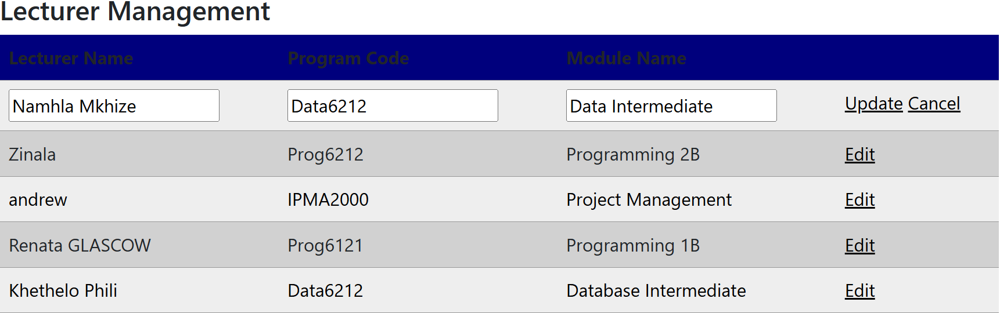 Lecturer Management
Lecturer Name Program Code Module Name
Namhla Mkhize Data6212 Data Intermediate Update Cancel
Zinala Prog6212 Programming 2B Edit
andrew IPMA2000 Project Management Edit
Renata GLASCOW Prog6121 Programming 1B Edit
Khethelo Phili Data6212 Database Intermediate Edit